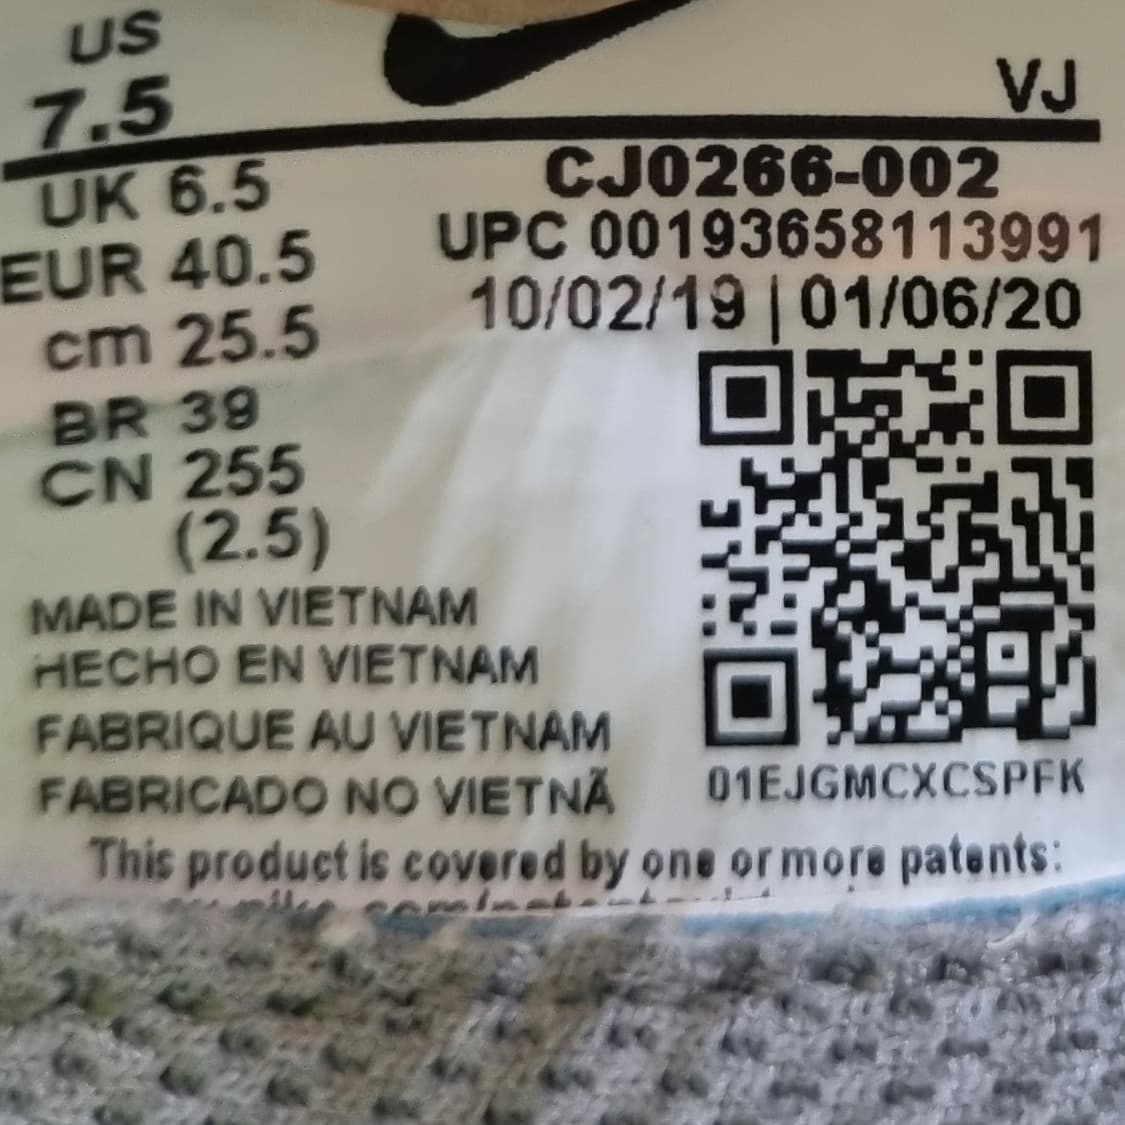 US
7.5
VJ
UK 6.5
EUR 40.5
cm 25.5
BR 39
CN 255
(2.5)
CJ0266-002
UPC 00193658113991
10/02/19 | 01/06/20
MADE IN VIETNAM
HECHO EN VIETNAM
FABRIQUE AU VIETNAM
FABRICADO NO VIETNÃ
01EJGMCXCSPFK
This product is covered by one or more patents: